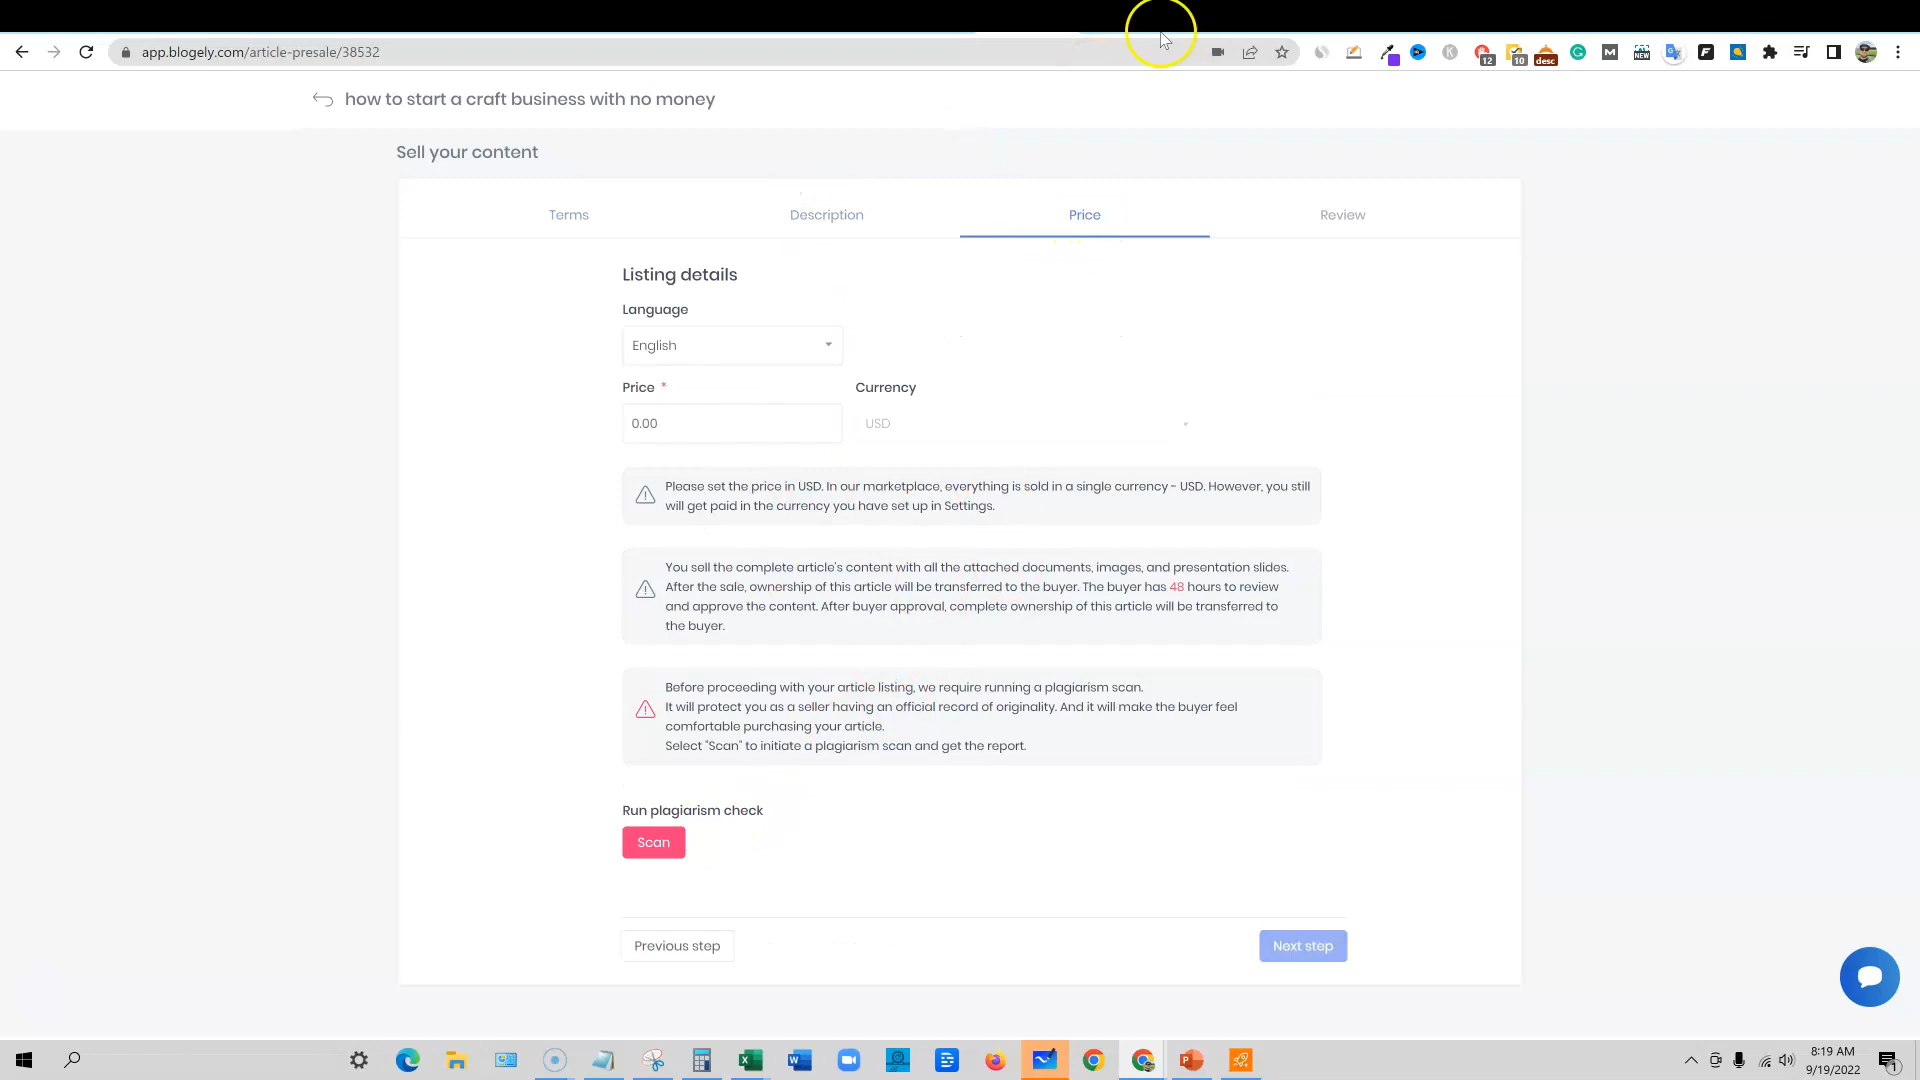 app.blogely.com/article-presale/38532
12
10
desc
NEW
how to start a craft business with no money
Sell your content
Terms
Description
Price
Review
Listing details
Language
English
Price *
Currency
0.00
USD
Please set the price in USD. In our marketplace, everything is sold in a single currency - USD. However, you still
will get paid in the currency you have set up in Settings.
You sell the complete article's content with all the attached documents, images, and presentation slides.
After the sale, ownership of this article will be transferred to the buyer. The buyer has 48 hours to review
and approve the content. After buyer approval, complete ownership of this article will be transferred to
the buyer.
Before proceeding with your article listing, we require running a plagiarism scan.
It will protect you as a seller having an official record of originality. And it will make the buyer feel
comfortable purchasing your article.
Select "Scan" to initiate a plagiarism scan and get the report.
Run plagiarism check
Scan
Previous step
Next step
8:19 AM
9/19/2022
1